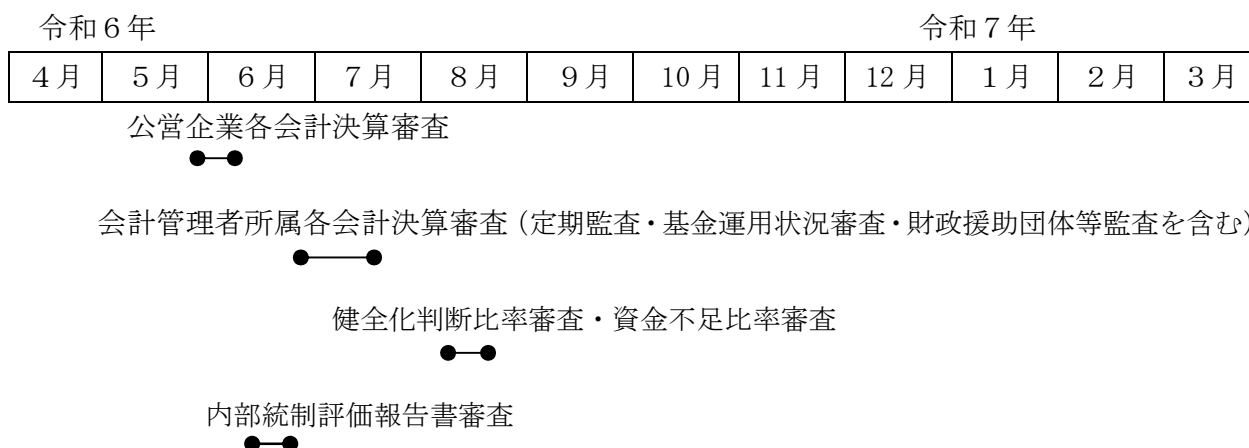 令和６年 令和７年
４月 ５月 ６月 ７月 ８月 ９月 10月 11月 12月 １月 ２月 ３月
公営企業各会計決算審査
会計管理者所属各会計決算審査（定期監査・基金運用状況審査・財政援助団体等監査を含む）
健全化判断比率審査・資金不足比率審査
内部統制評価報告書審査